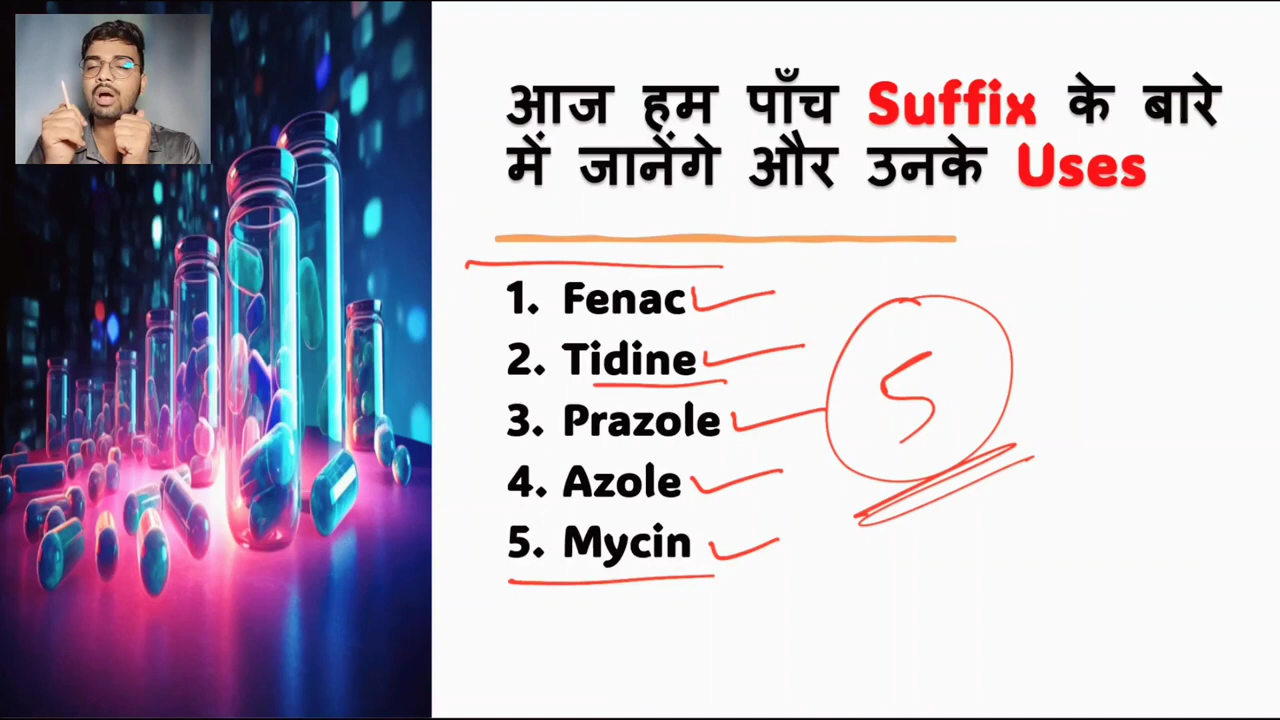 आज हम पाँच Suffix के बारे
में जानेंगे और उनके Uses
1. Fenac
2. Tidine
3. Prazole
4. Azole
5. Mycin
5